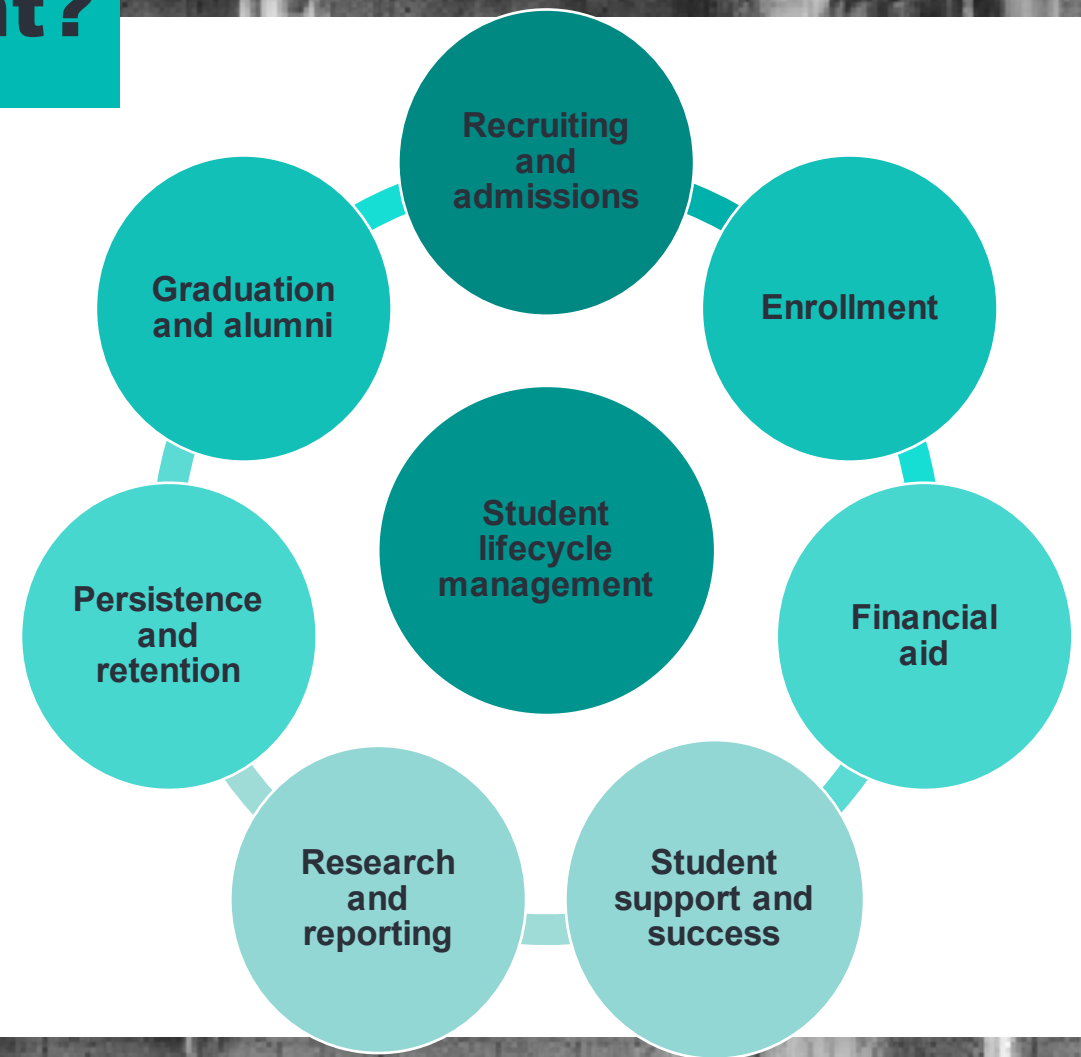 nt?
Recruiting
and
admissions
Graduation
and alumni
Enrollment
Student
lifecycle
management
Persistence
and
retention
Financial
aid
Research
and
reporting
Student
support and
success